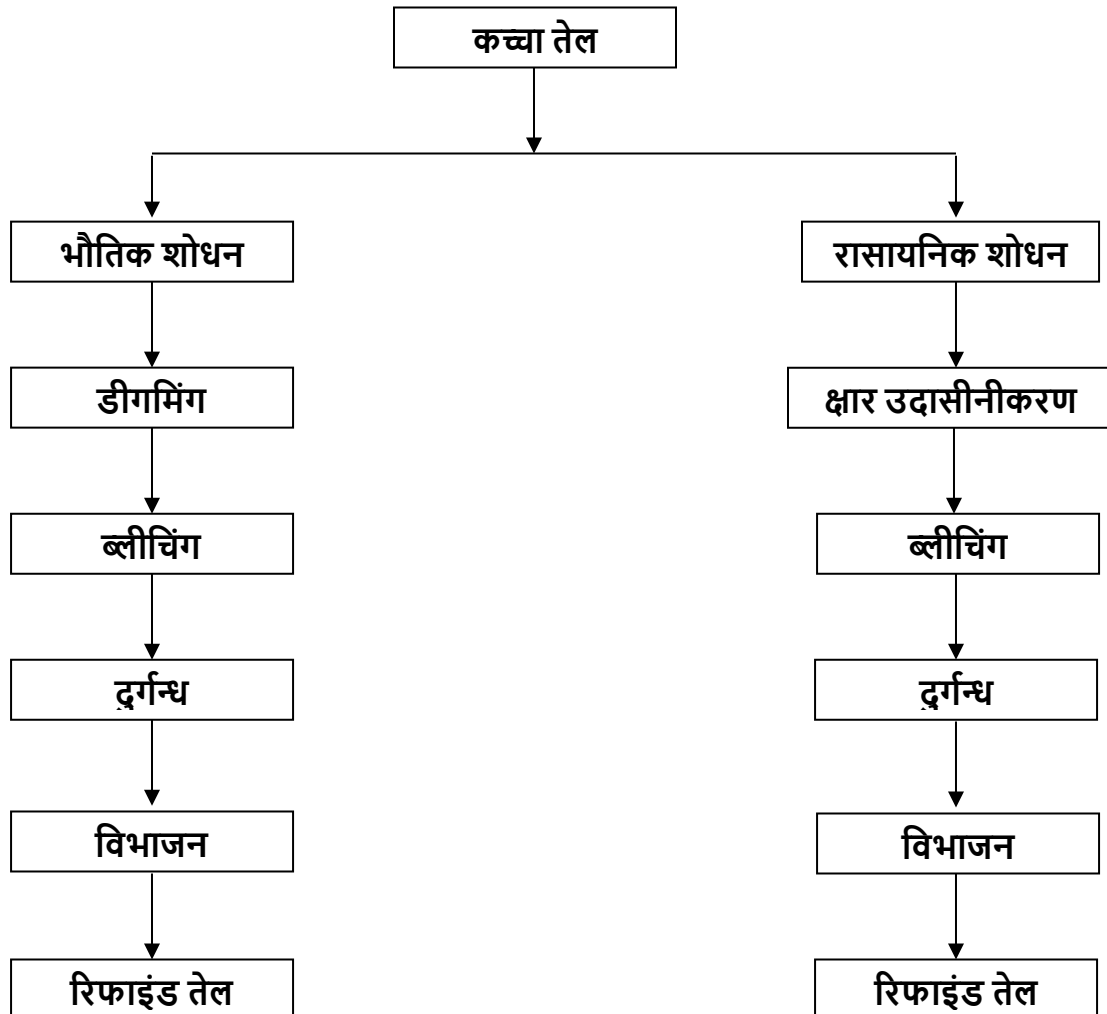 कच्चा तेल
भौतिक शोधन
रासायनिक शोधन
डीगमिंग
क्षार उदासीनीकरण
ब्लीचिंग
ब्लीचिंग
दुर्गन्ध
दुर्गन्ध
विभाजन
विभाजन
रिफाइंड तेल
रिफाइंड तेल